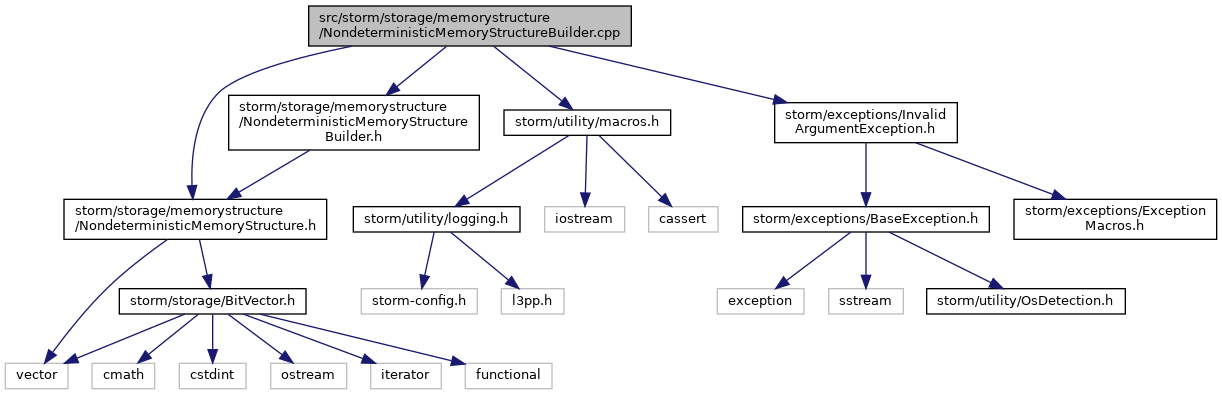 src/storm/storage/memorystructure
/NondeterministicMemoryStructureBuilder.cpp
storm/storage/memorystructure
/NondeterministicMemoryStructure
Builder.h
storm/utility/macros.h
storm/exceptions/Invalid
ArgumentException.h
storm/storage/memorystructure
/NondeterministicMemoryStructure.h
storm/utility/logging.h
iostream
cassert
storm/exceptions/BaseException.h
storm/exceptions/Exception
Macros.h
storm/storage/BitVector.h
storm-config.h
l3pp.h
exception
sstream
storm/utility/OsDetection.h
vector
cmath
cstdint
ostream
iterator
functional